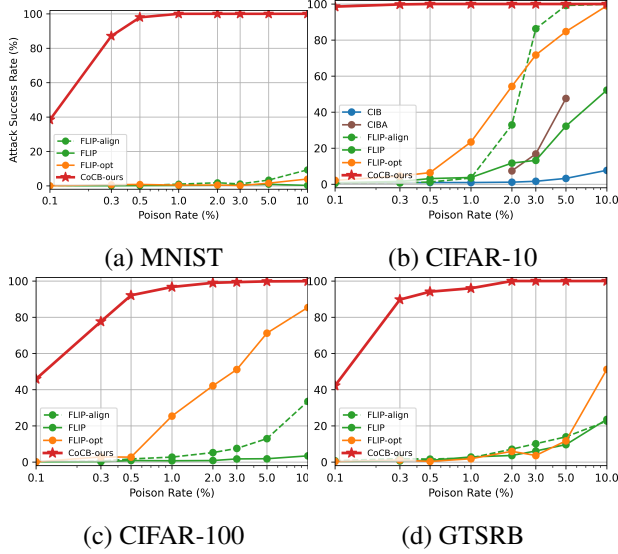 100
80
60
40
20
0
Attack Success Rate (%)
FLIP-align
FLIP
FLIP-opt
CoCB-ours
0.1 0.3 0.5 1.0 2.0 3.0 5.0 10.0
Poison Rate (%)
(a) MNIST
100
80
60
40
20
0
CIB
CIBA
FLIP-align
FLIP
FLIP-opt
CoCB-ours
0.1 0.3 0.5 1.0 2.0 3.0 5.0 10.0
Poison Rate (%)
(b) CIFAR-10
100
80
60
40
20
0
FLIP-align
FLIP
FLIP-opt
CoCB-ours
0.1 0.3 0.5 1.0 2.0 3.0 5.0 10.0
Poison Rate (%)
(c) CIFAR-100
100
80
60
40
20
0
FLIP-align
FLIP
FLIP-opt
CoCB-ours
0.1 0.3 0.5 1.0 2.0 3.0 5.0 10.0
Poison Rate (%)
(d) GTSRB